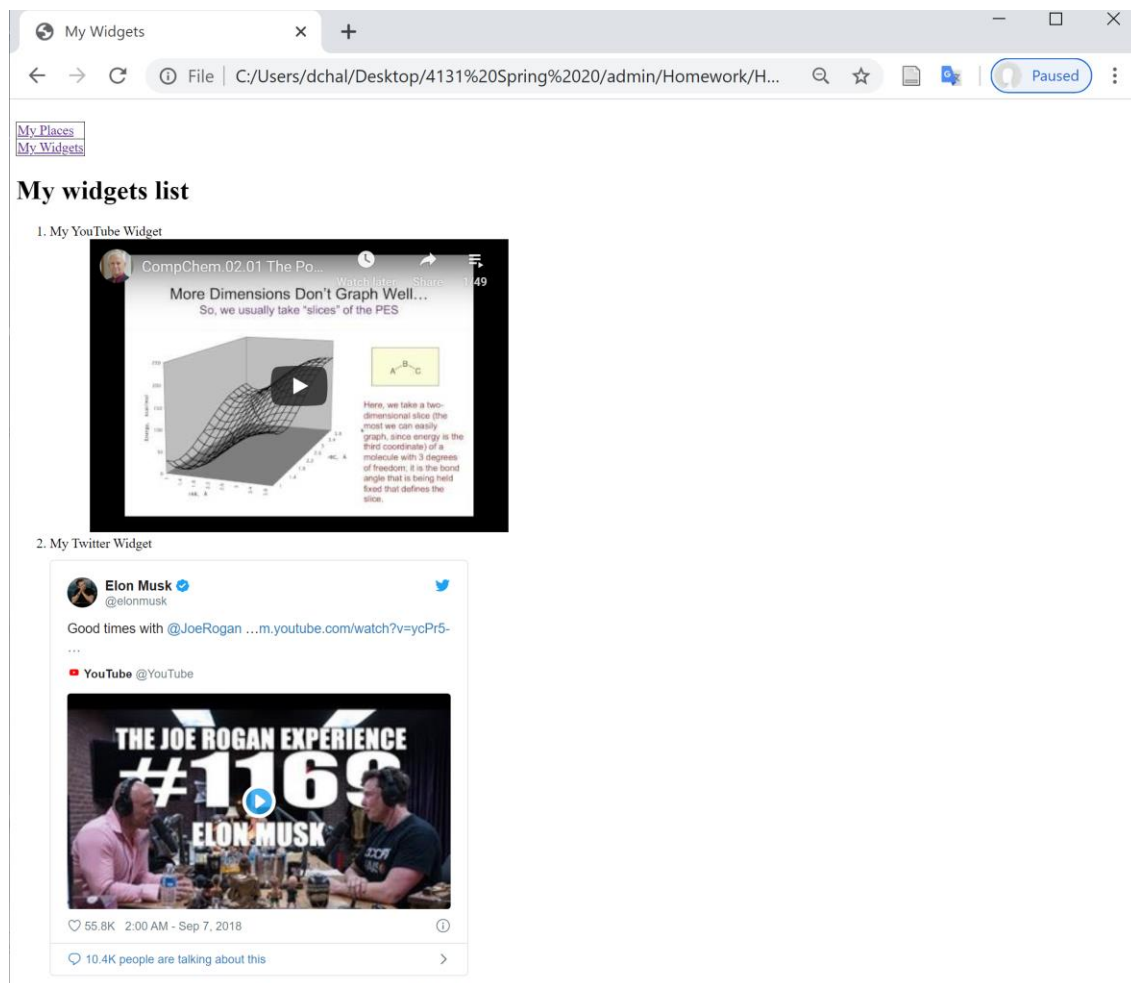 My Widgets
File C:/Users/dchal/Desktop/4131%20Spring%2020/admin/Homework/H...
Paused
My Places
My Widgets
My widgets list
1. My YouTube Widget
CompChem.02.01 The Po...
Watch later Share 1/49
More Dimensions Don't Graph Well...
So, we usually take "slices" of the PES
A B C
Here, we take a two-
dimensional slice (the
most we can easily
graph, since energy is the
third coordinate) of a
molecule with 3 degrees
of freedom; it is the bond
angle that is being held
fixed that defines the
slice.
2. My Twitter Widget
Elon Musk
@elonmusk
Good times with @JoeRogan …m.youtube.com/watch?v=ycPr5-
…
YouTube @YouTube
THE JOE ROGAN EXPERIENCE
#1169
ELON MUSK
55.8K 2:00 AM - Sep 7, 2018
10.4K people are talking about this